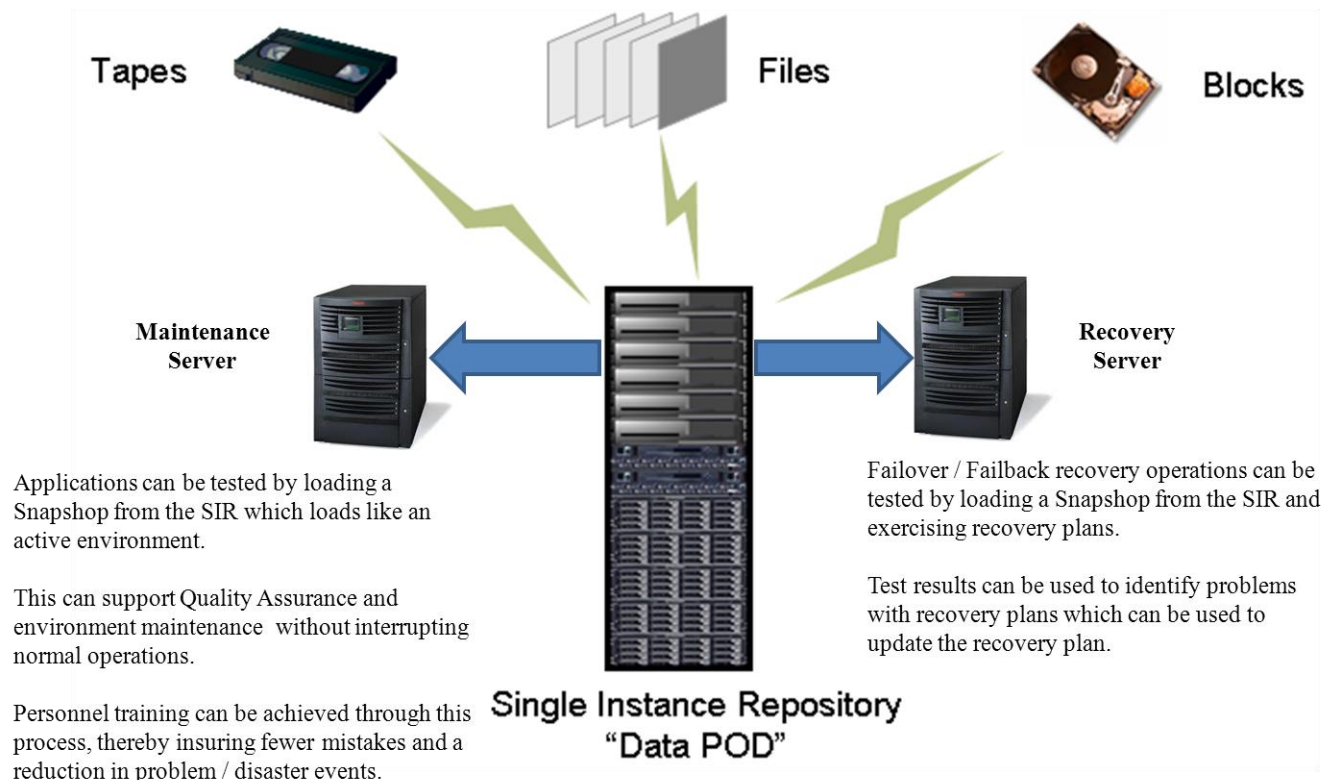 Tapes
Files
Blocks
Maintenance
Server
Recovery
Server
Applications can be tested by loading a
Snapshop from the SIR which loads like an
active environment.
This can support Quality Assurance and
environment maintenance without interrupting
normal operations.
Personnel training can be achieved through this
process, thereby insuring fewer mistakes and a
reduction in problem / disaster events.
Failover / Failback recovery operations can be
tested by loading a Snapshop from the SIR and
exercising recovery plans.
Test results can be used to identify problems
with recovery plans which can be used to
update the recovery plan.
Single Instance Repository
“Data POD”